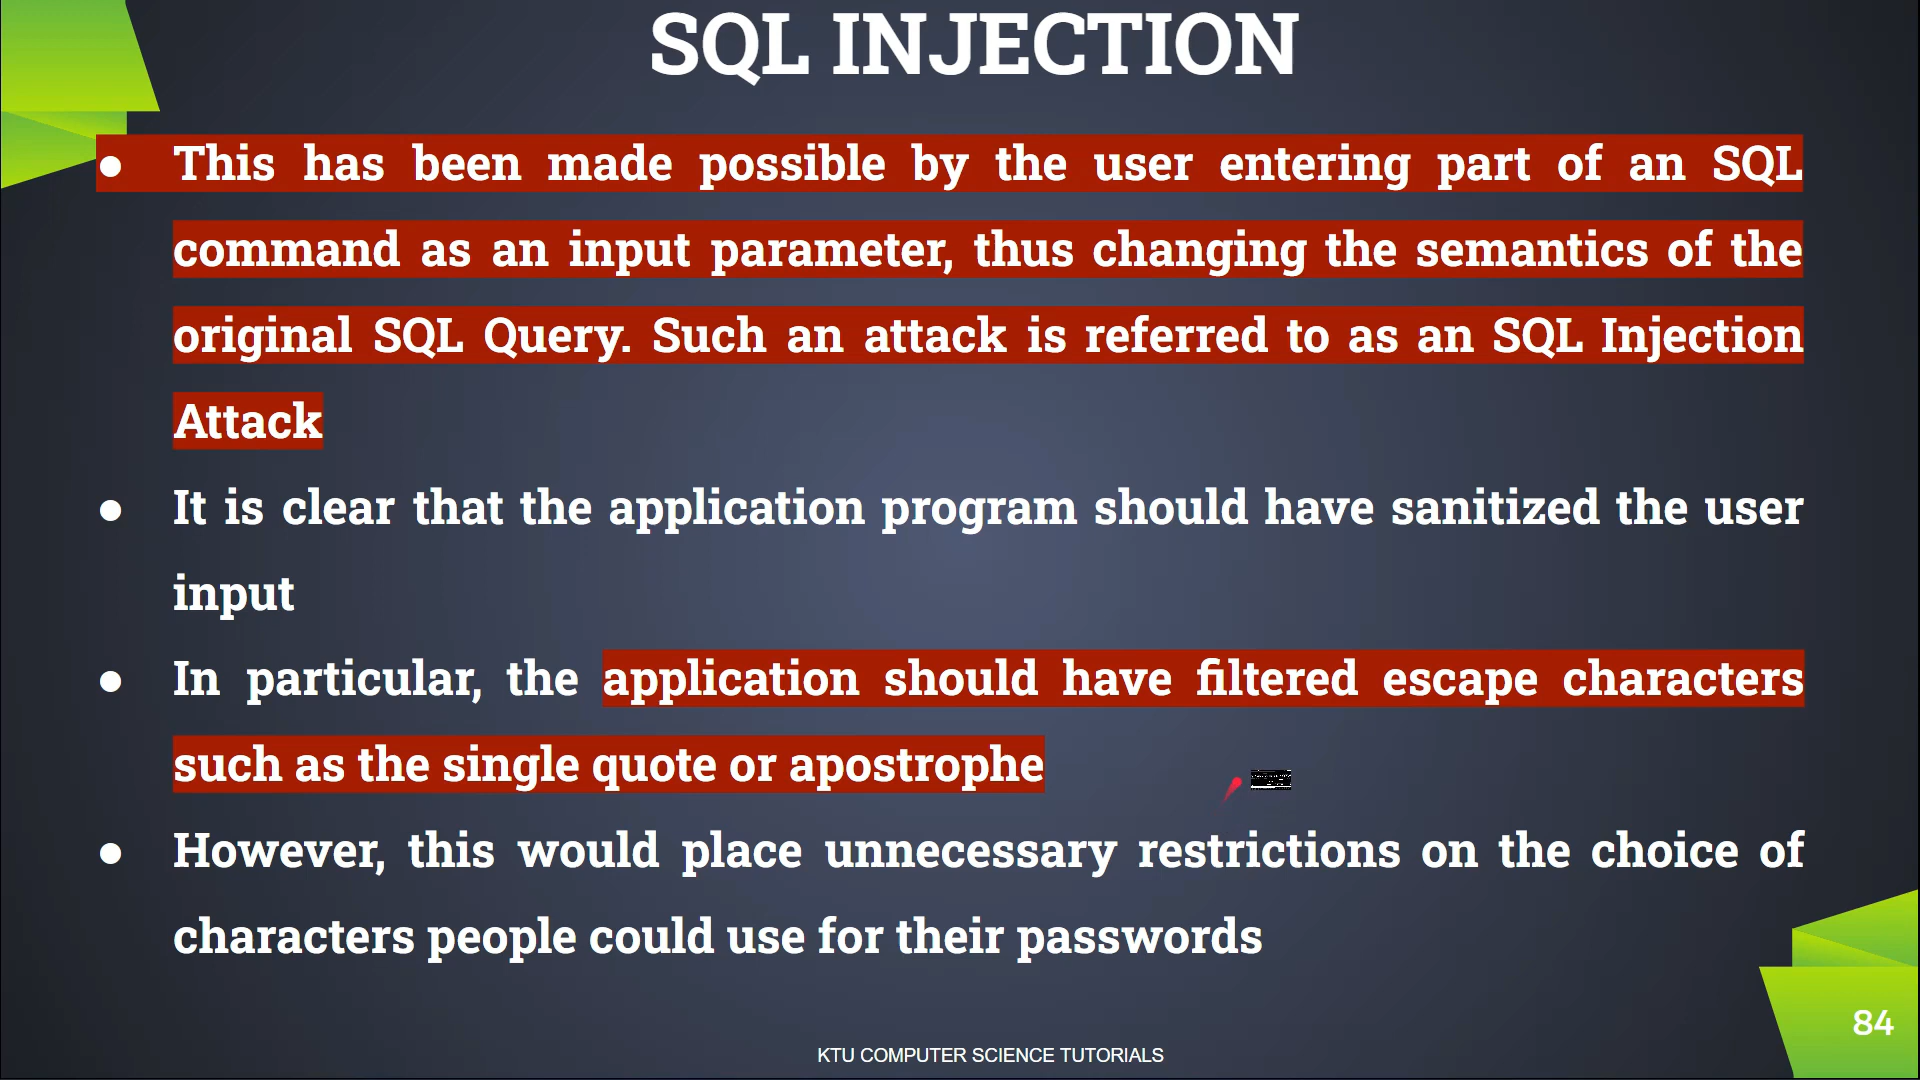 SQL INJECTION
● This has been made possible by the user entering part of an SQL
command as an input parameter, thus changing the semantics of the
original SQL Query. Such an attack is referred to as an SQL Injection
Attack
● It is clear that the application program should have sanitized the user
input
● In particular, the application should have filtered escape characters
such as the single quote or apostrophe
● However, this would place unnecessary restrictions on the choice of
characters people could use for their passwords
84
KTU COMPUTER SCIENCE TUTORIALS